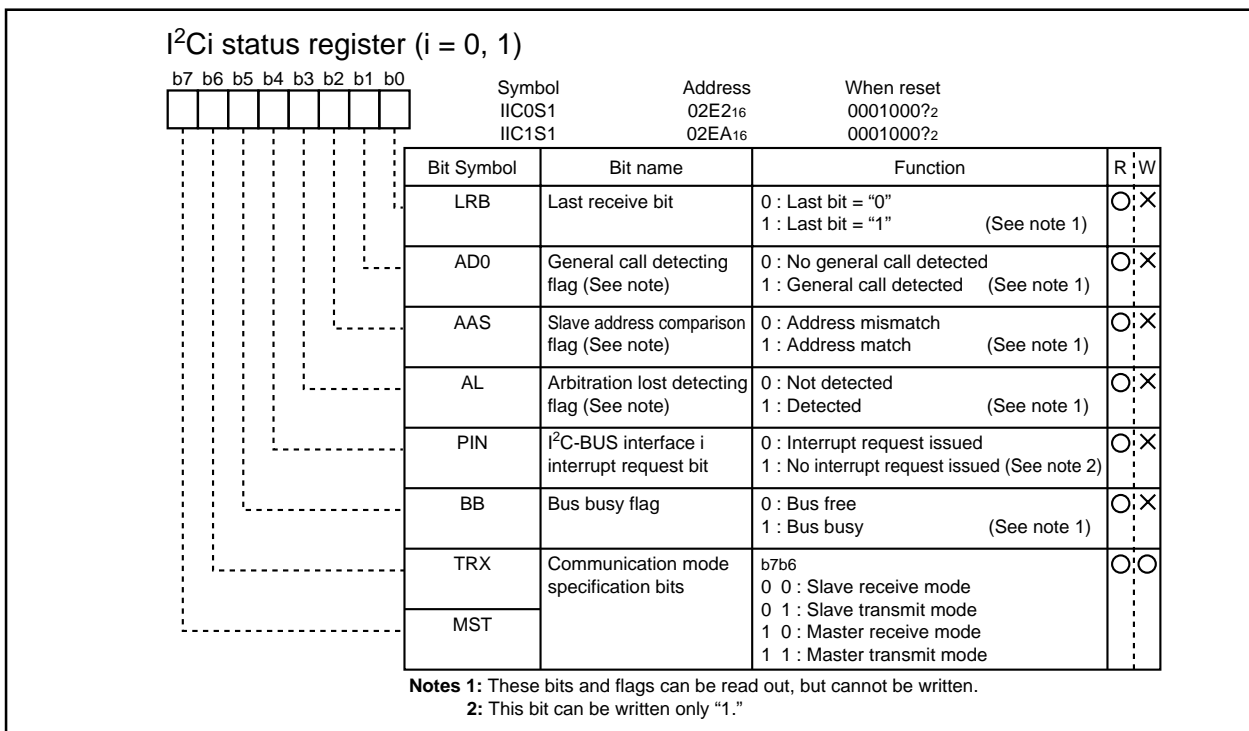 I²Ci status register (i = 0, 1)
b7 b6 b5 b4 b3 b2 b1 b0
Symbol Address When reset
IIC0S1 02E2₁₆ 0001000?₂
IIC1S1 02EA₁₆ 0001000?₂
Bit Symbol Bit name Function R W
LRB Last receive bit 0 : Last bit = “0” ○ ×
1 : Last bit = “1” (See note 1)
AD0 General call detecting 0 : No general call detected ○ ×
flag (See note) 1 : General call detected (See note 1)
AAS Slave address comparison 0 : Address mismatch ○ ×
flag (See note) 1 : Address match (See note 1)
AL Arbitration lost detecting 0 : Not detected ○ ×
flag (See note) 1 : Detected (See note 1)
PIN I²C-BUS interface i 0 : Interrupt request issued ○ ×
interrupt request bit 1 : No interrupt request issued (See note 2)
BB Bus busy flag 0 : Bus free ○ ×
1 : Bus busy (See note 1)
TRX Communication mode b7b6 ○ ○
specification bits 0 0 : Slave receive mode
0 1 : Slave transmit mode
MST 1 0 : Master receive mode
1 1 : Master transmit mode
Notes 1: These bits and flags can be read out, but cannot be written.
2: This bit can be written only “1.”